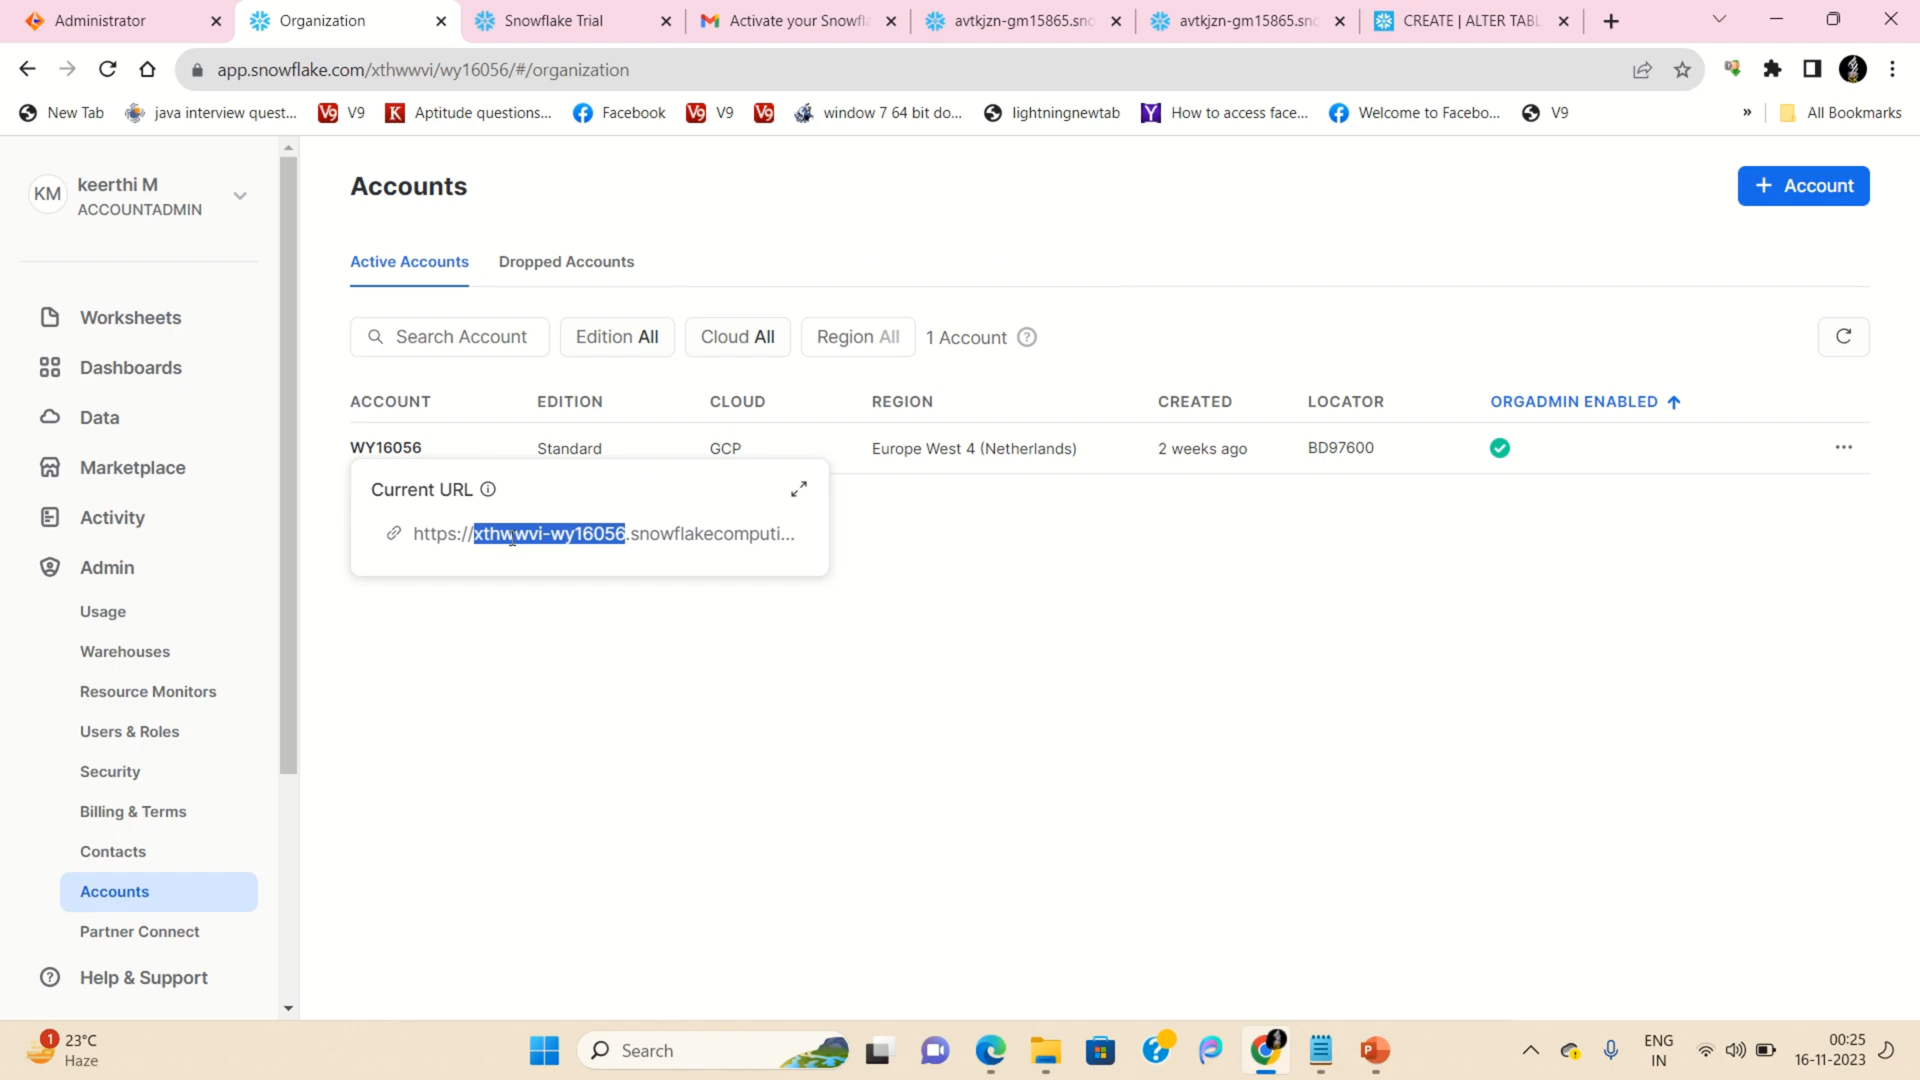 Administrator
Organization
Snowflake Trial
Activate your Snowfl
avtkjzn-gm15865.sno
avtkjzn-gm15865.sno
CREATE | ALTER TABL
app.snowflake.com/xthwwvi/wy16056/#/organization
New Tab
java interview quest...
V9
Aptitude questions...
Facebook
V9
window 7 64 bit do...
lightningnewtab
How to access face...
Welcome to Facebo...
V9
»
All Bookmarks
KM
keerthi M
ACCOUNTADMIN
Worksheets
Dashboards
Data
Marketplace
Activity
Admin
Usage
Warehouses
Resource Monitors
Users & Roles
Security
Billing & Terms
Contacts
Accounts
Partner Connect
Help & Support
Accounts
+ Account
Active Accounts
Dropped Accounts
Search Account
Edition All
Cloud All
Region All
1 Account
ACCOUNT EDITION CLOUD REGION CREATED LOCATOR ORGADMIN ENABLED
WY16056 Standard GCP Europe West 4 (Netherlands) 2 weeks ago BD97600
Current URL
https://xthwwvi-wy16056.snowflakecomputi...
1
23°C
Haze
Search
ENG
IN
00:25
16-11-2023